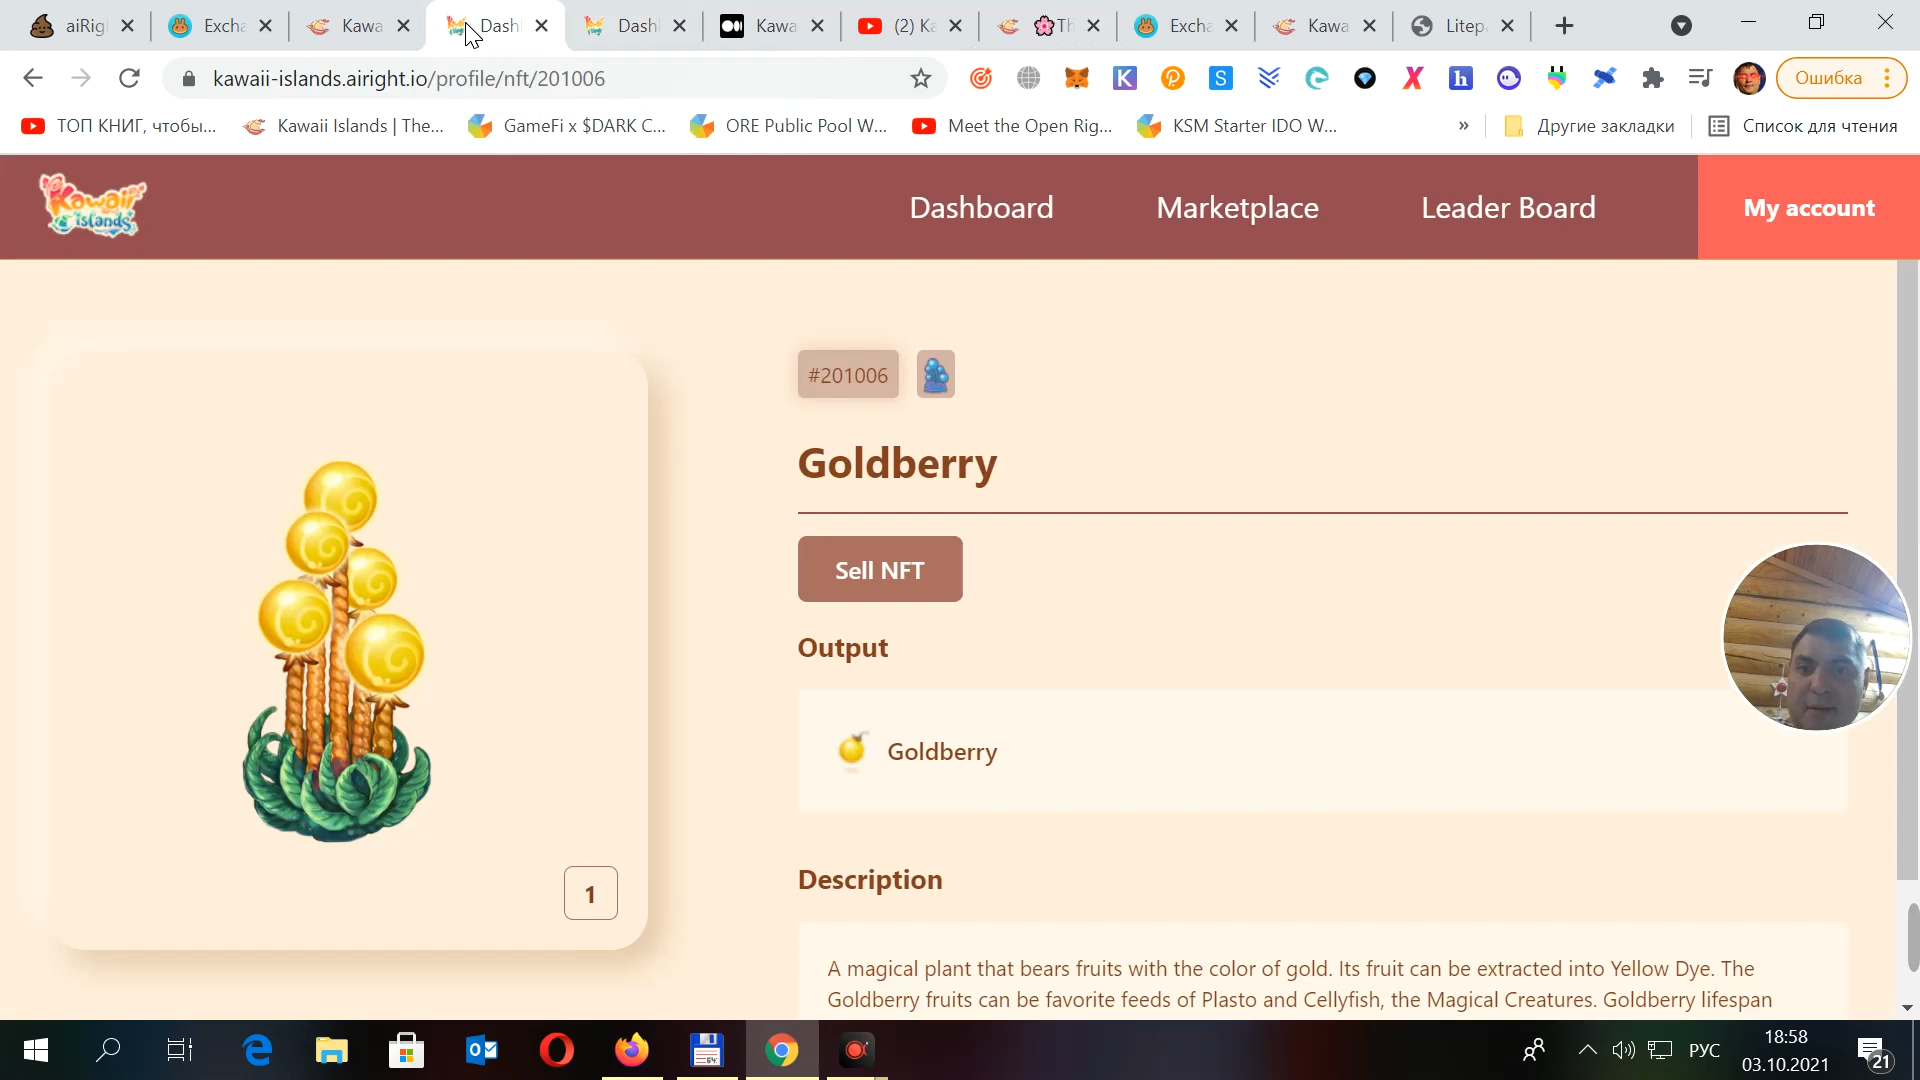 aiRig
Excha
Kawa
Dash
Dash
Kawa
(2) Ka
🌸Th
Excha
Kawa
Litep
kawaii-islands.airight.io/profile/nft/201006
Ошибка
ТОП КНИГ, чтобы...
Kawaii Islands | The...
GameFi x $DARK C...
ORE Public Pool W...
Meet the Open Rig...
KSM Starter IDO W...
»
Другие закладки
Список для чтения
Kawaii
islands
Dashboard
Marketplace
Leader Board
My account
#201006
Goldberry
Sell NFT
Output
Goldberry
1
Description
A magical plant that bears fruits with the color of gold. Its fruit can be extracted into Yellow Dye. The
Goldberry fruits can be favorite feeds of Plasto and Cellyfish, the Magical Creatures. Goldberry lifespan
64
РУС
18:58
03.10.2021
21